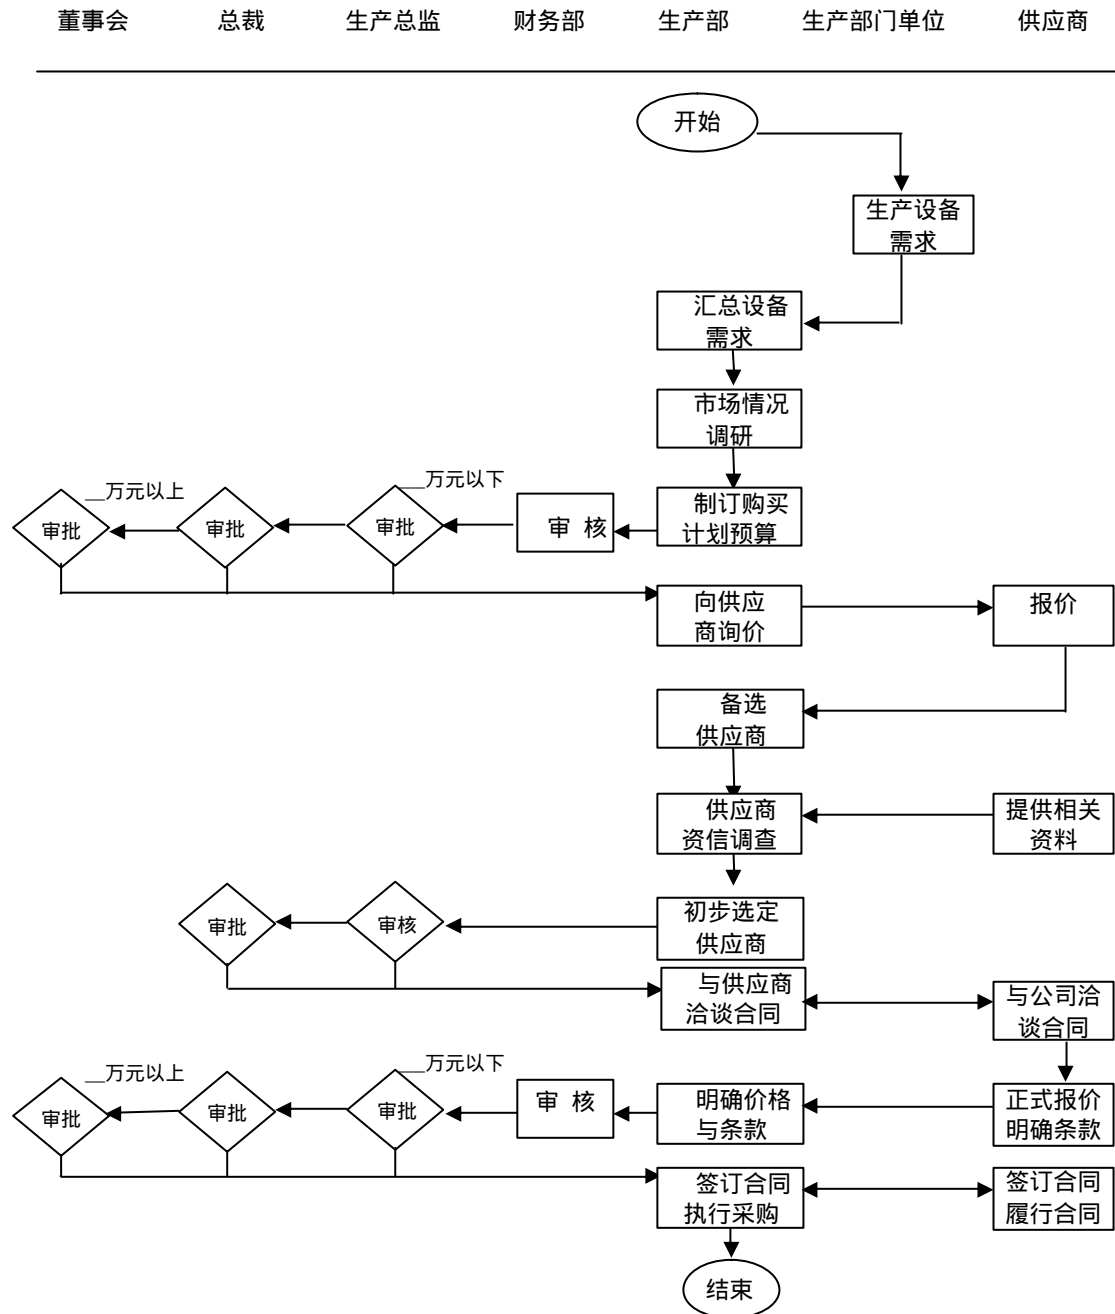 董事会 总裁 生产总监 财务部 生产部 生产部门单位 供应商
开始
生产设备
需求
汇总设备
需求
市场情况
调研
__万元以上
___万元以下
审批
审批
审批
审 核
制订购买
计划预算
向供应
商询价
报价
备选
供应商
供应商
资信调查
提供相关
资料
审批
审核
初步选定
供应商
与供应商
洽谈合同
与公司洽
谈合同
__万元以上
___万元以下
审批
审批
审批
审 核
明确价格
与条款
正式报价
明确条款
签订合同
执行采购
签订合同
履行合同
结束